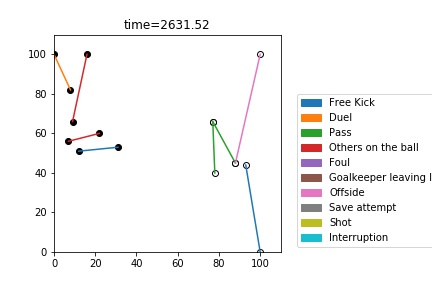 time=2631.52
100
80
60
40
20
0
0
20
40
60
80
100
Free Kick
Duel
Pass
Others on the ball
Foul
Goalkeeper leaving l
Offside
Save attempt
Shot
Interruption